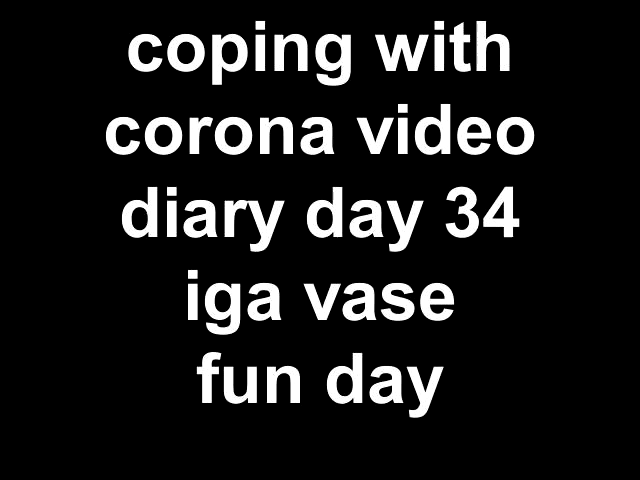 coping with
corona video
diary day 34
iga vase
fun day